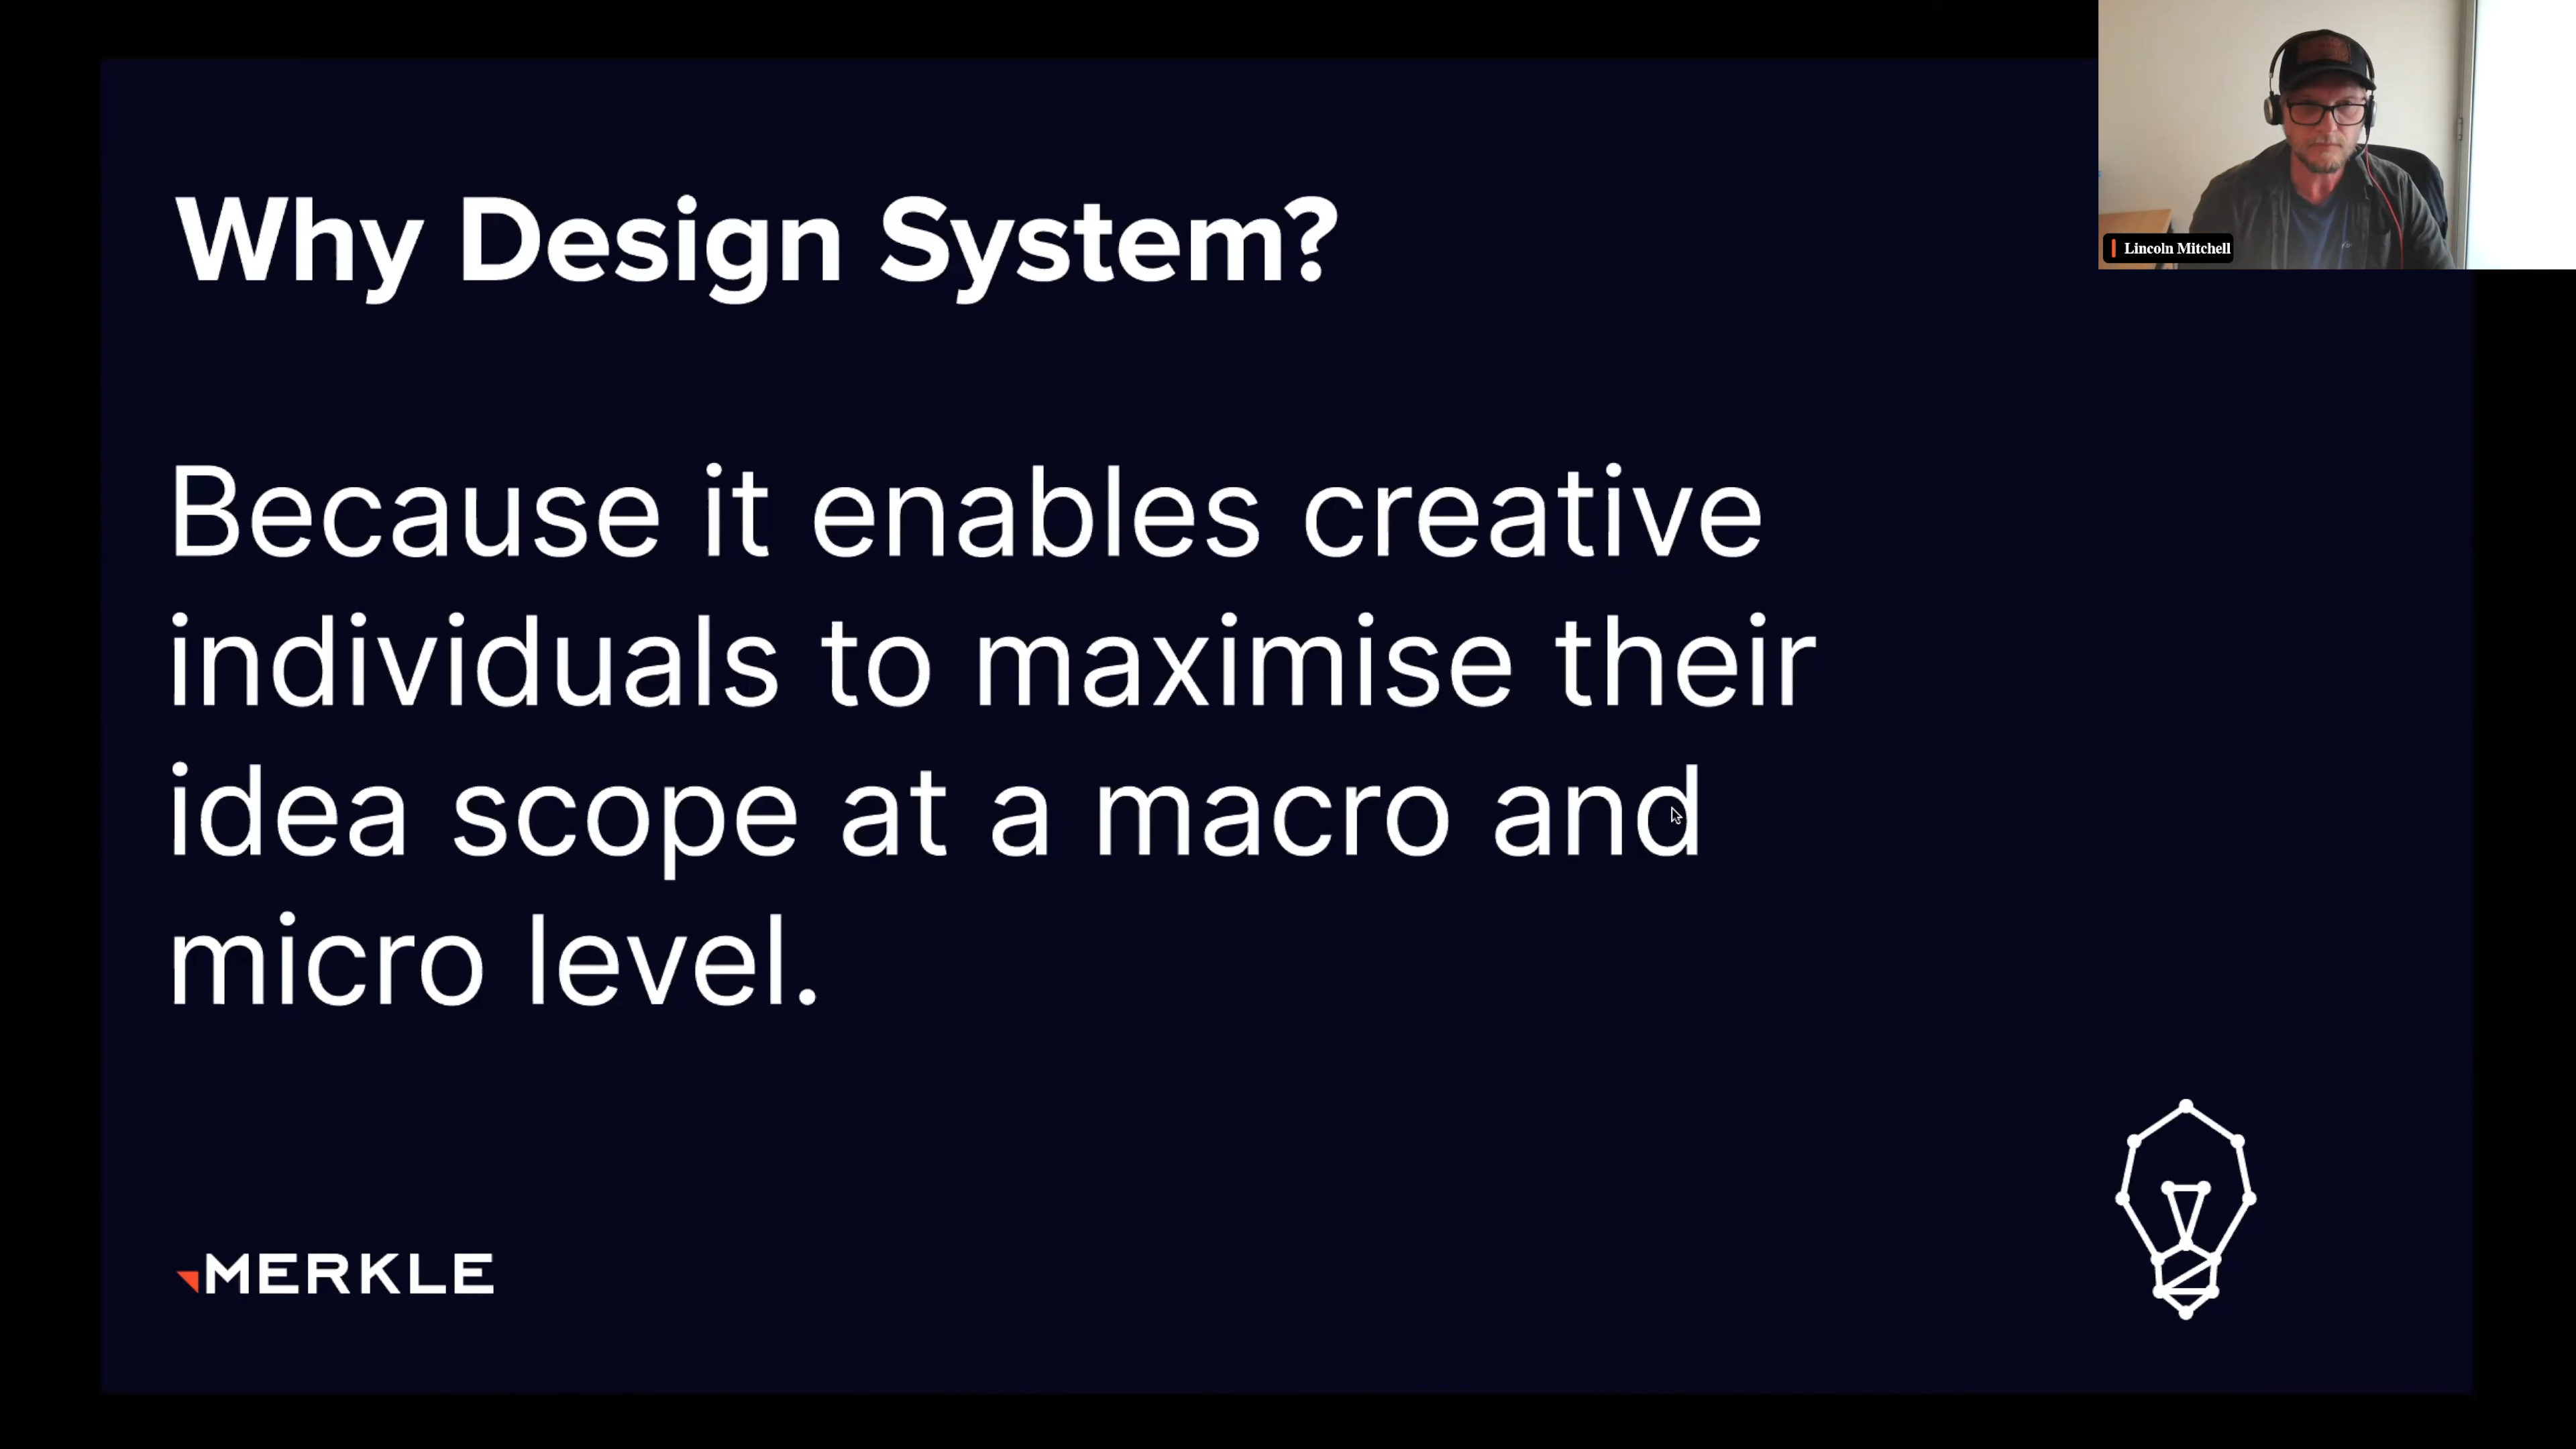 Why Design System?
Because it enables creative
individuals to maximise their
idea scope at a macro and
micro level.
MERKLE
Lincoln Mitchell